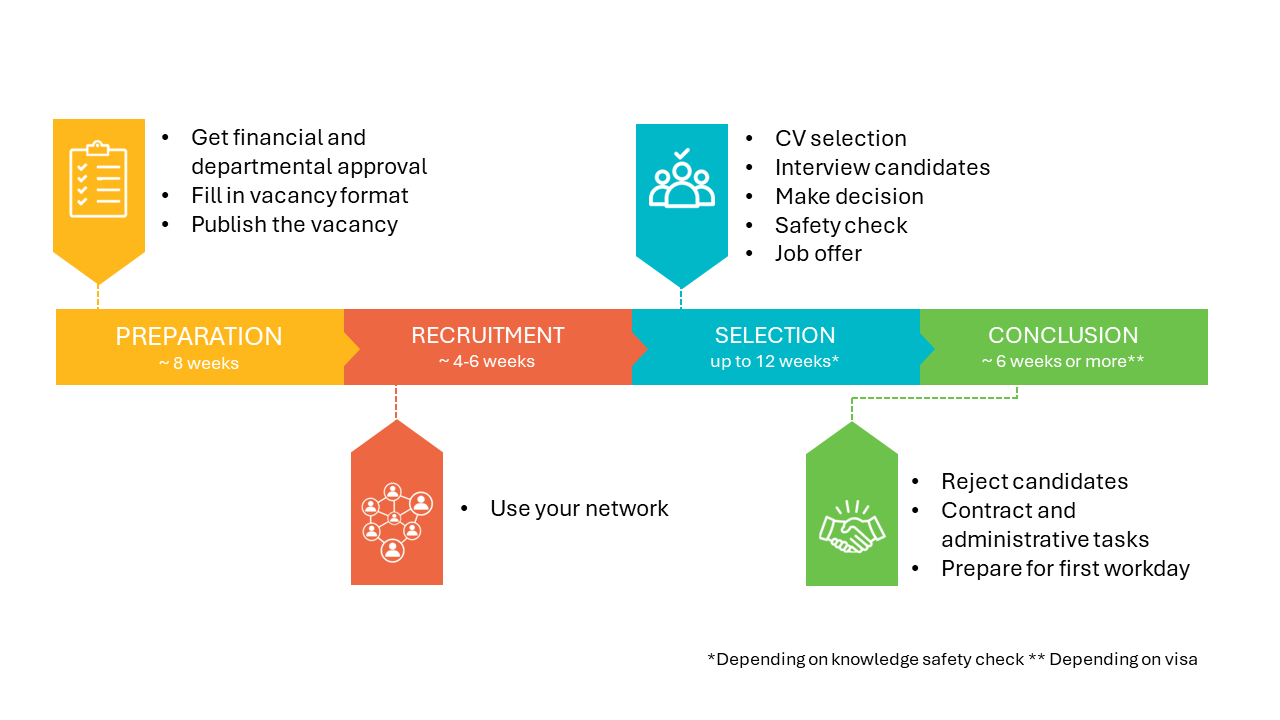 • Get financial and
departmental approval
• Fill in vacancy format
• Publish the vacancy
• CV selection
• Interview candidates
• Make decision
• Safety check
• Job offer
PREPARATION
~ 8 weeks
RECRUITMENT
~ 4-6 weeks
SELECTION
up to 12 weeks*
CONCLUSION
~ 6 weeks or more**
• Use your network
• Reject candidates
• Contract and
administrative tasks
• Prepare for first workday
*Depending on knowledge safety check ** Depending on visa